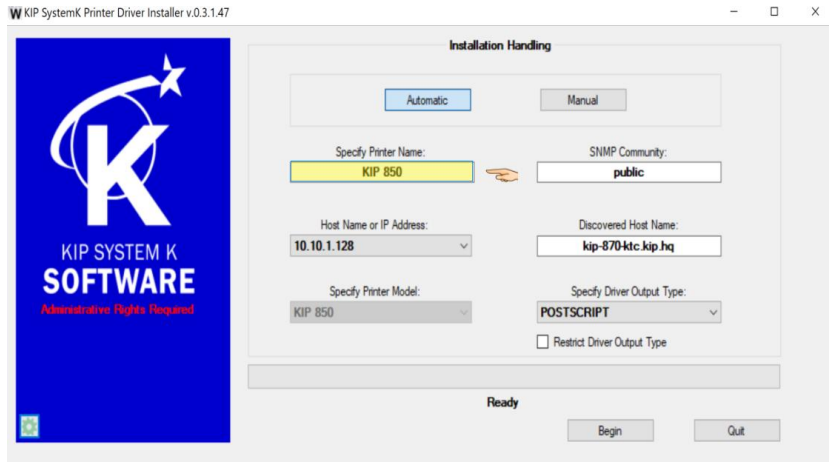 KIP SystemK Printer Driver Installer v.0.3.1.47
Installation Handling
Automatic
Manual
Specify Printer Name:
SNMP Community:
KIP 850
public
Host Name or IP Address:
Discovered Host Name:
10.10.1.128
kip-870-ktc.kip.hq
Specify Printer Model:
Specify Driver Output Type:
KIP 850
POSTSCRIPT
Restrict Driver Output Type
Ready
Begin
Quit
K
KIP SYSTEM K
SOFTWARE
Administrative Rights Required